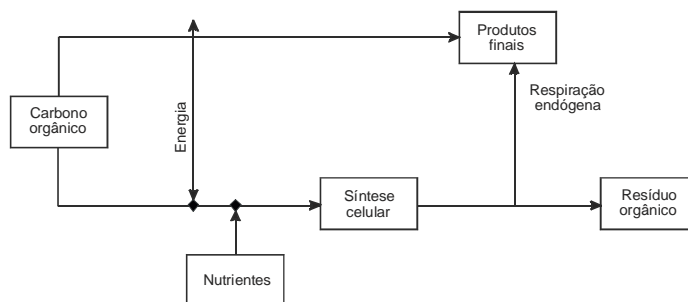 Produtos
finais
Respiração
endógena
Carbono
orgânico
Energia
Síntese
celular
Resíduo
orgânico
Nutrientes